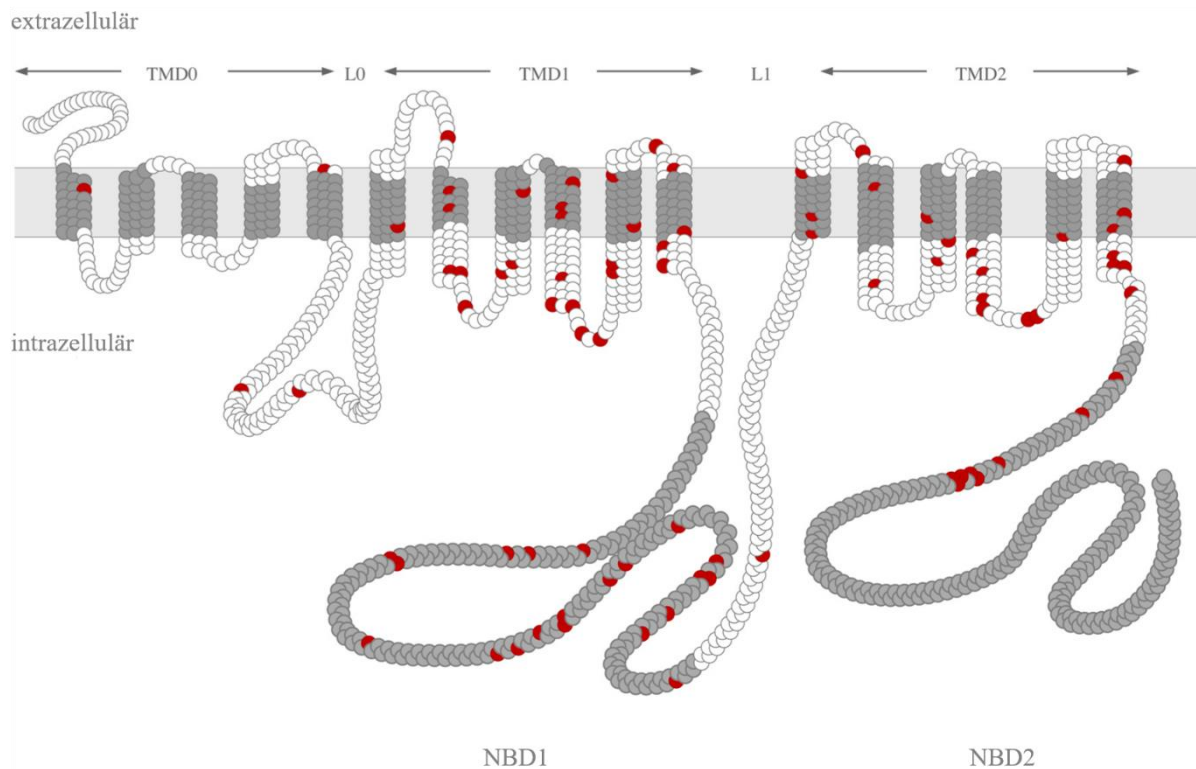 extrazellulär
TMD0
L0
TMD1
L1
TMD2
intrazellulär
NBD1
NBD2